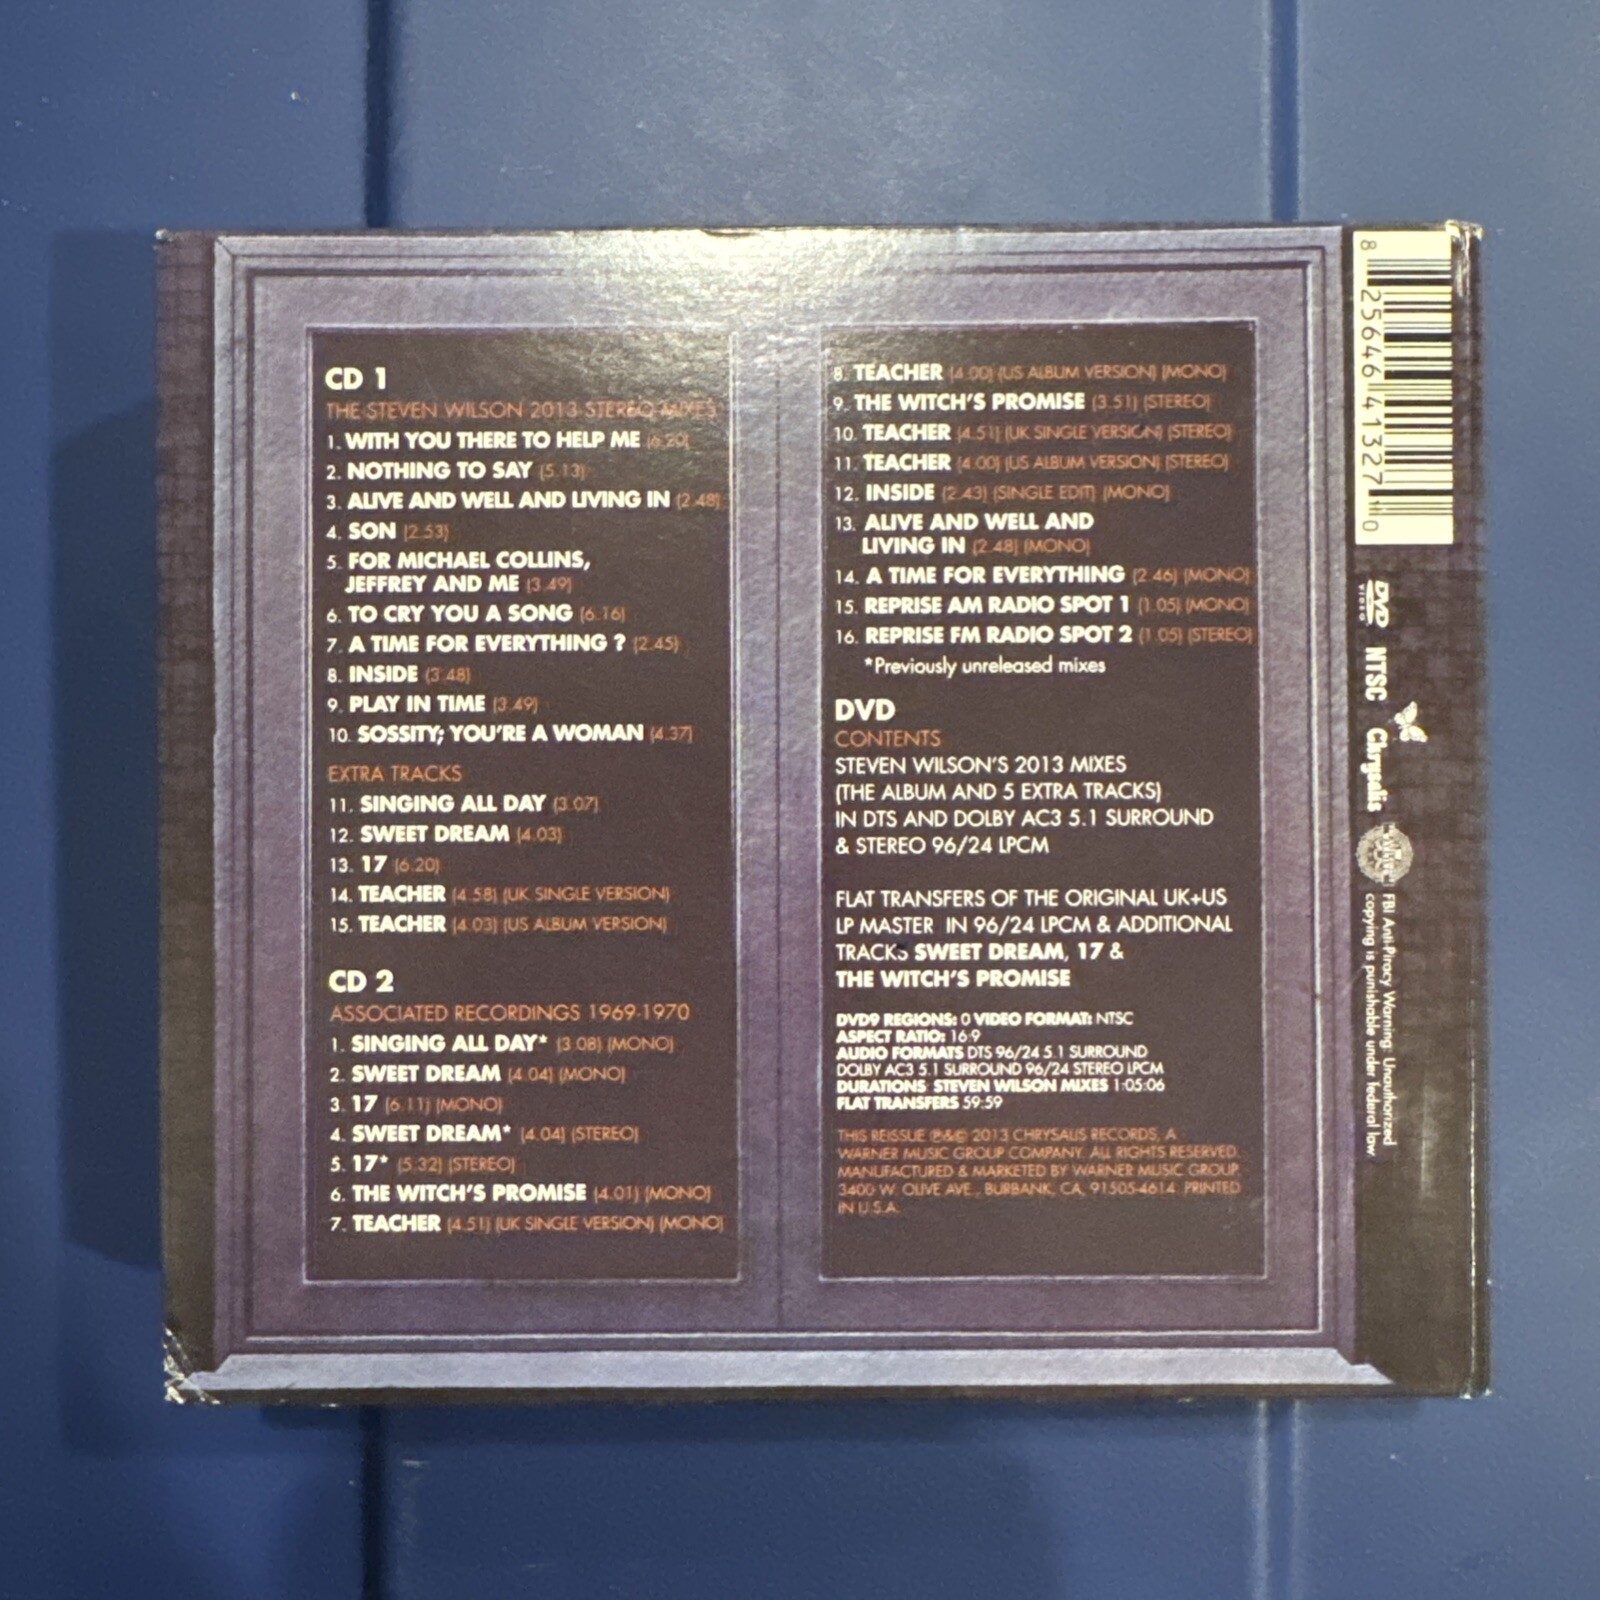 CD 1
THE STEVEN WILSON 2013 STEREO MIXES
1. WITH YOU THERE TO HELP ME (6.20)
2. NOTHING TO SAY (5.13)
3. ALIVE AND WELL AND LIVING IN (2.48)
4. SON (2.53)
5. FOR MICHAEL COLLINS,
JEFFREY AND ME (3.49)
6. TO CRY YOU A SONG (6.16)
7. A TIME FOR EVERYTHING ? (2.45)
8. INSIDE (3.48)
9. PLAY IN TIME (3.49)
10. SOSSITY; YOU'RE A WOMAN (4.37)
EXTRA TRACKS
11. SINGING ALL DAY (3.07)
12. SWEET DREAM (4.03)
13. 17 (6.20)
14. TEACHER (4.58) (UK SINGLE VERSION)
15. TEACHER (4.03) (US ALBUM VERSION)
CD 2
ASSOCIATED RECORDINGS 1969-1970
1. SINGING ALL DAY* (3.08) (MONO)
2. SWEET DREAM (4.04) (MONO)
3. 17 (6.11) (MONO)
4. SWEET DREAM* (4.04) (STEREO)
5. 17* (5.32) (STEREO)
6. THE WITCH'S PROMISE (4.01) (MONO)
7. TEACHER (4.51) (UK SINGLE VERSION) (MONO)
8. TEACHER (4.00) (US ALBUM VERSION) (MONO)
9. THE WITCH'S PROMISE (3.51) (STEREO)
10. TEACHER (4.51) (UK SINGLE VERSION) (STEREO)
11. TEACHER (4.00) (US ALBUM VERSION) (STEREO)
12. INSIDE (2.43) (SINGLE EDIT) (MONO)
13. ALIVE AND WELL AND
LIVING IN (2.48) (MONO)
14. A TIME FOR EVERYTHING (2.46) (MONO)
15. REPRISE AM RADIO SPOT 1 (1.05) (MONO)
16. REPRISE FM RADIO SPOT 2 (1.05) (STEREO)
*Previously unreleased mixes
DVD
CONTENTS
STEVEN WILSON'S 2013 MIXES
(THE ALBUM AND 5 EXTRA TRACKS)
IN DTS AND DOLBY AC3 5.1 SURROUND
& STEREO 96/24 LPCM
FLAT TRANSFERS OF THE ORIGINAL UK+US
LP MASTER IN 96/24 LPCM & ADDITIONAL
TRACKS SWEET DREAM, 17 &
THE WITCH'S PROMISE
DVD9 REGIONS: 0 VIDEO FORMAT: NTSC
ASPECT RATIO: 16:9
AUDIO FORMATS DTS 96/24 5.1 SURROUND
DOLBY AC3 5.1 SURROUND 96/24 STEREO LPCM
DURATIONS STEVEN WILSON MIXES 1:05:06
FLAT TRANSFERS 59:59
THIS REISSUE ℗&© 2013 CHRYSALIS RECORDS, A
WARNER MUSIC GROUP COMPANY. ALL RIGHTS RESERVED.
MANUFACTURED & MARKETED BY WARNER MUSIC GROUP.
3400 W. OLIVE AVE., BURBANK, CA, 91505-4614. PRINTED
IN U.S.A.
8 25646 41327 0
DVD
VIDEO
NTSC
Chrysalis
FBI Anti-Piracy Warning: Unauthorized
copying is punishable under federal law.